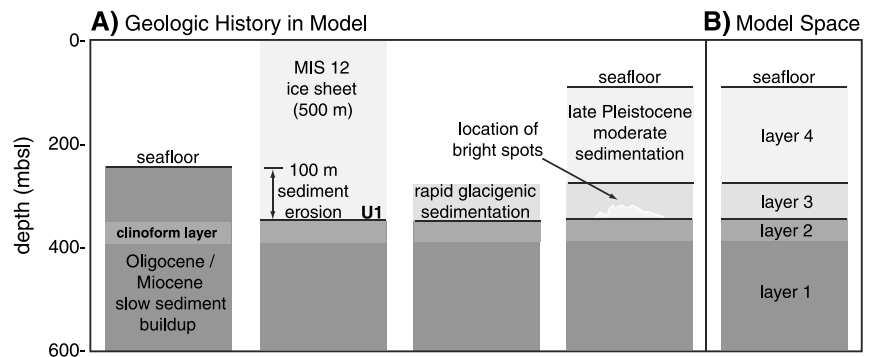 A) Geologic History in Model
B) Model Space
depth (mbsl)
0-
200-
400-
600-
seafloor
clinoform layer
Oligocene /
Miocene
slow sediment
buildup
MIS 12
ice sheet
(500 m)
100 m
sediment
erosion
U1
rapid glacigenic
sedimentation
location of
bright spots
seafloor
late Pleistocene
moderate
sedimentation
seafloor
layer 4
layer 3
layer 2
layer 1